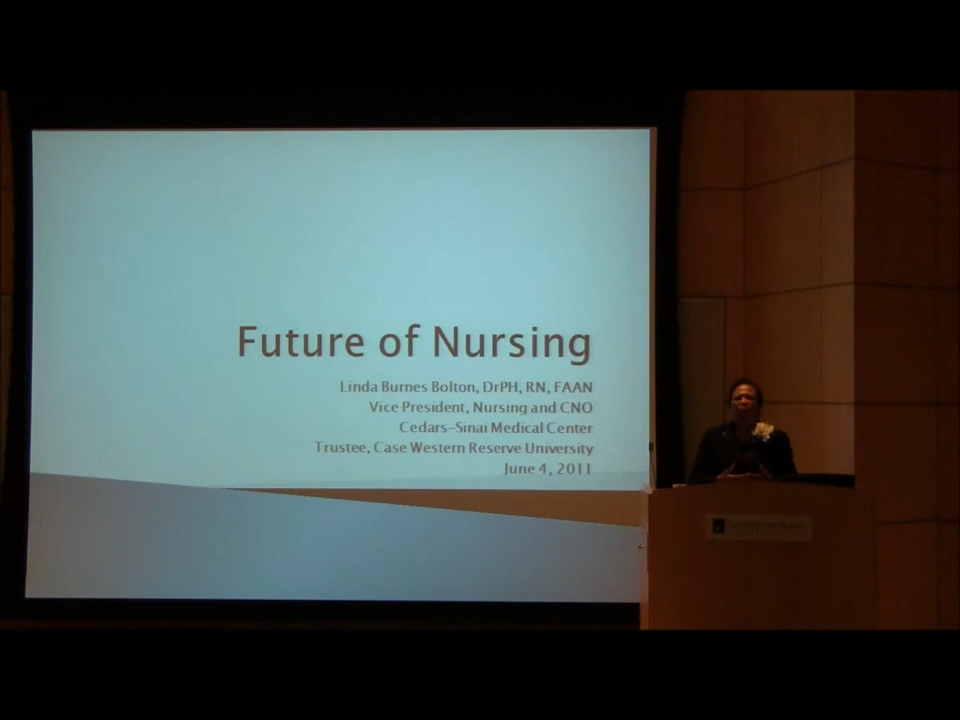 Future of Nursing
Linda Burnes Bolton, DrPH, RN, FAAN
Vice President, Nursing and CNO
Cedars-Sinai Medical Center
Trustee, Case Western Reserve University
June 4, 2011